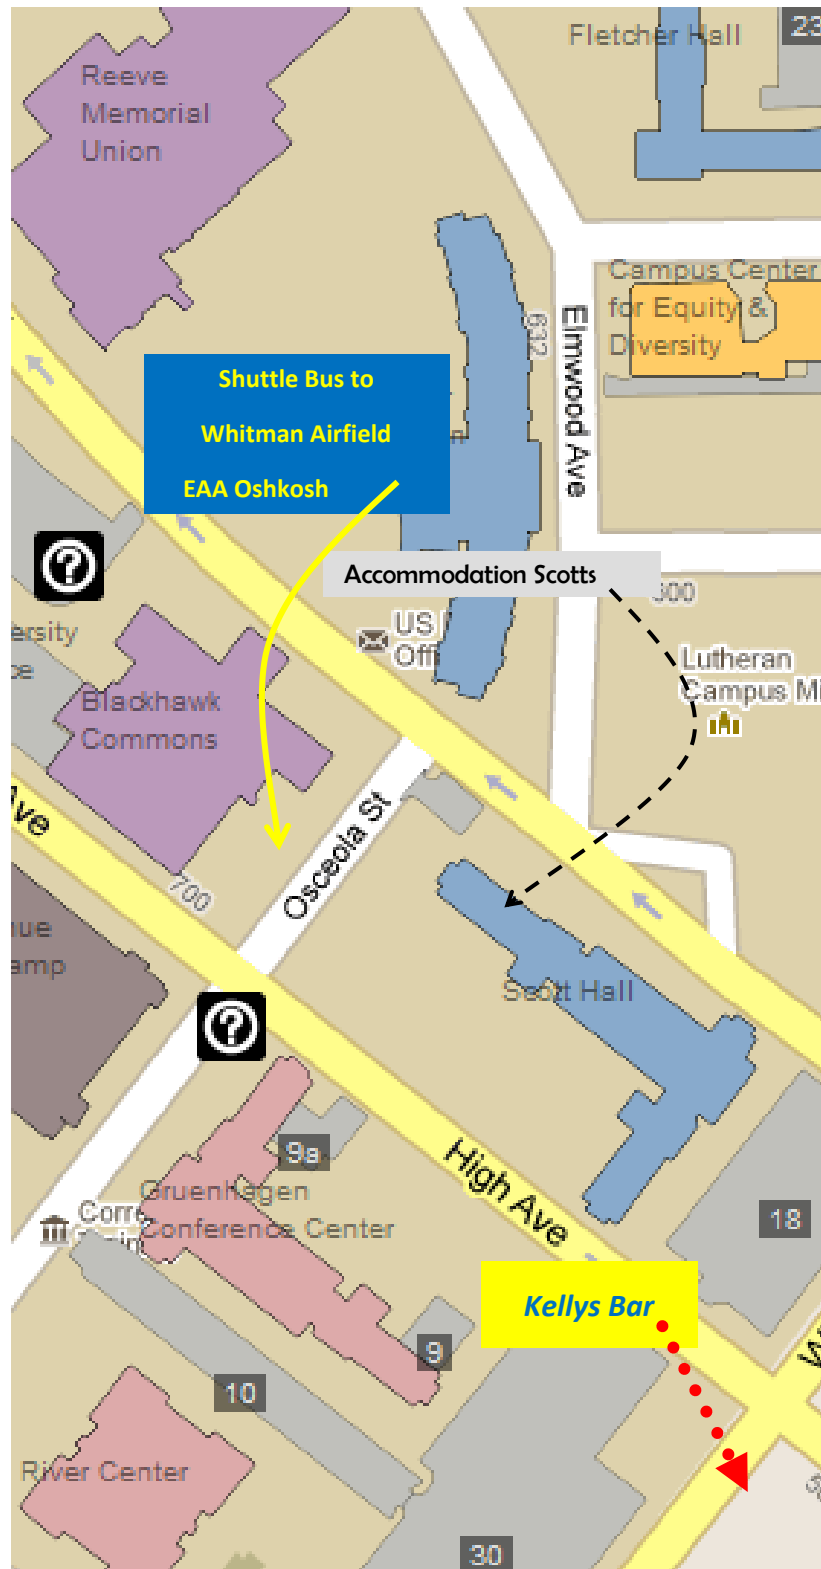 Fletcher Hall
23
Reeve
Memorial
Union
Campus Center
for Equity &
Diversity
632
Elmwood Ave
Shuttle Bus to
Whitman Airfield
EAA Oshkosh
Accommodation Scotts
US
Lutheran
Campus
Blackhawk
Commons
Ave
700
Osceola St
Scott Hall
9a
High Ave
Gruenhagen
Conference Center
18
Kellys Bar
9
10
River Center
30